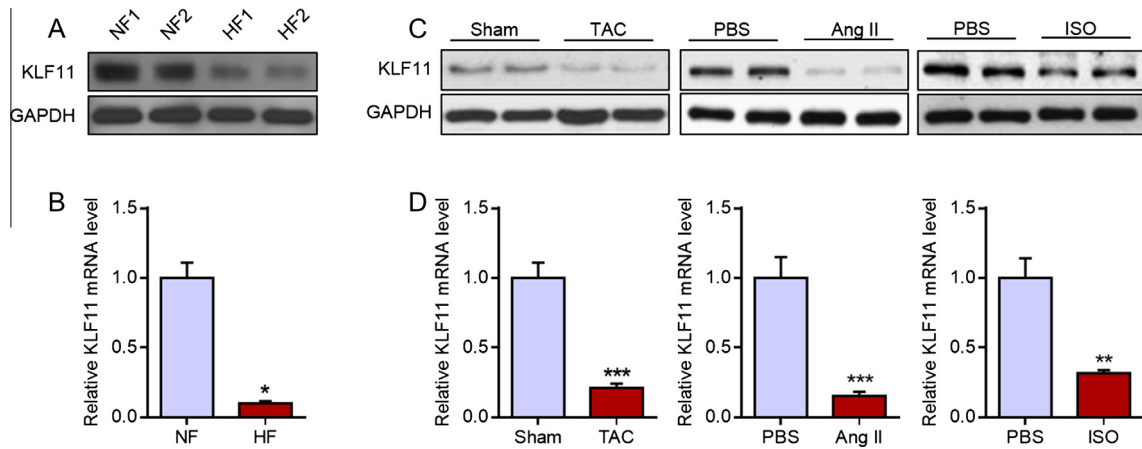 A
NF1 NF2 HF1 HF2
KLF11
GAPDH
C
Sham TAC PBS Ang II PBS ISO
KLF11
GAPDH
B
Relative KLF11 mRNA level
1.5
1.0
0.5
0.0
*
NF HF
D
Relative KLF11 mRNA level
1.5
1.0
0.5
0.0
***
Sham TAC
Relative KLF11 mRNA level
1.5
1.0
0.5
0.0
***
PBS Ang II
Relative KLF11 mRNA level
1.5
1.0
0.5
0.0
**
PBS ISO